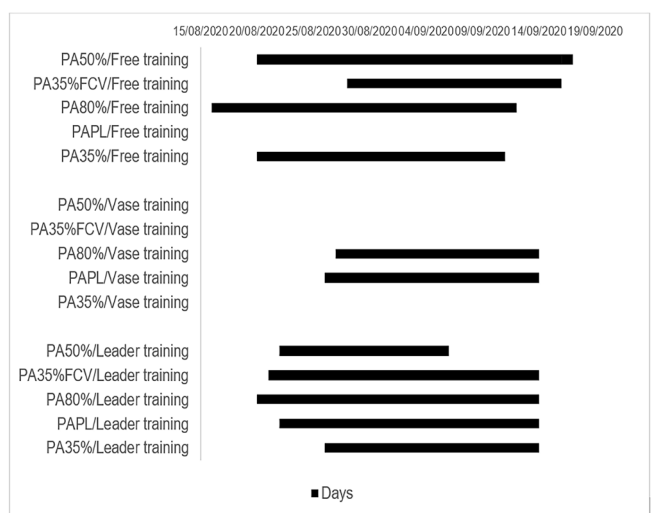 15/08/2020 20/08/2020 25/08/2020 30/08/2020 04/09/2020 09/09/2020 14/09/2020 19/09/2020
PA50%/Free training
PA35%FCV/Free training
PA80%/Free training
PAPL/Free training
PA35%/Free training
PA50%/Vase training
PA35%FCV/Vase training
PA80%/Vase training
PAPL/Vase training
PA35%/Vase training
PA50%/Leader training
PA35%FCV/Leader training
PA80%/Leader training
PAPL/Leader training
PA35%/Leader training
Days